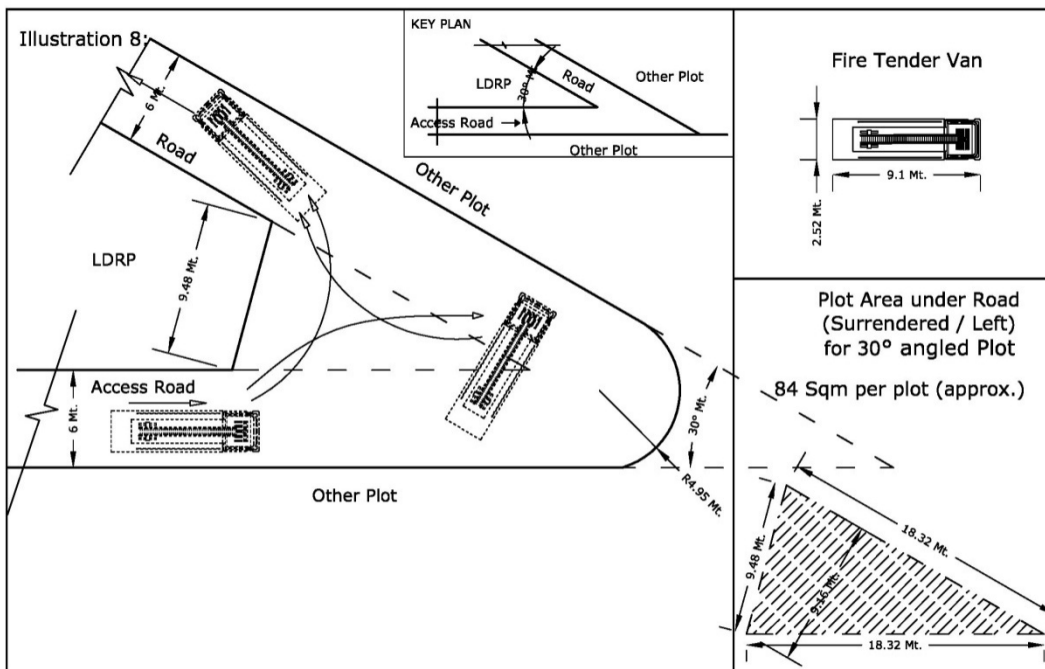 Illustration 8:
6 Mt.
Road
Other Plot
LDRP
9.48 Mt.
Access Road
6 Mt.
Other Plot
30°
R4.95 Mt.
KEY PLAN
LDRP
30° Mt.
Road
Other Plot
Access Road
Other Plot
Fire Tender Van
2.52 Mt.
9.1 Mt.
Plot Area under Road
(Surrendered / Left)
for 30° angled Plot
84 Sqm per plot (approx.)
18.32 Mt.
9.48 Mt.
9.16 Mt.
18.32 Mt.